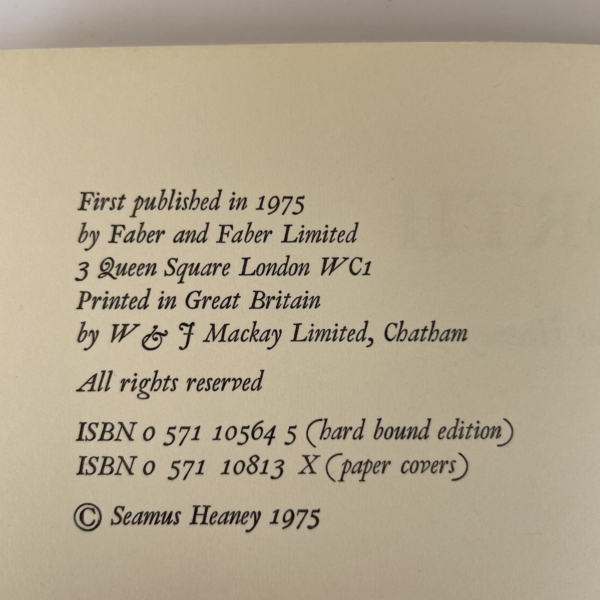 First published in 1975
by Faber and Faber Limited
3 Queen Square London WC1
Printed in Great Britain
by W & J Mackay Limited, Chatham
All rights reserved
ISBN 0 571 10564 5 (hard bound edition)
ISBN 0 571 10813 X (paper covers)
© Seamus Heaney 1975